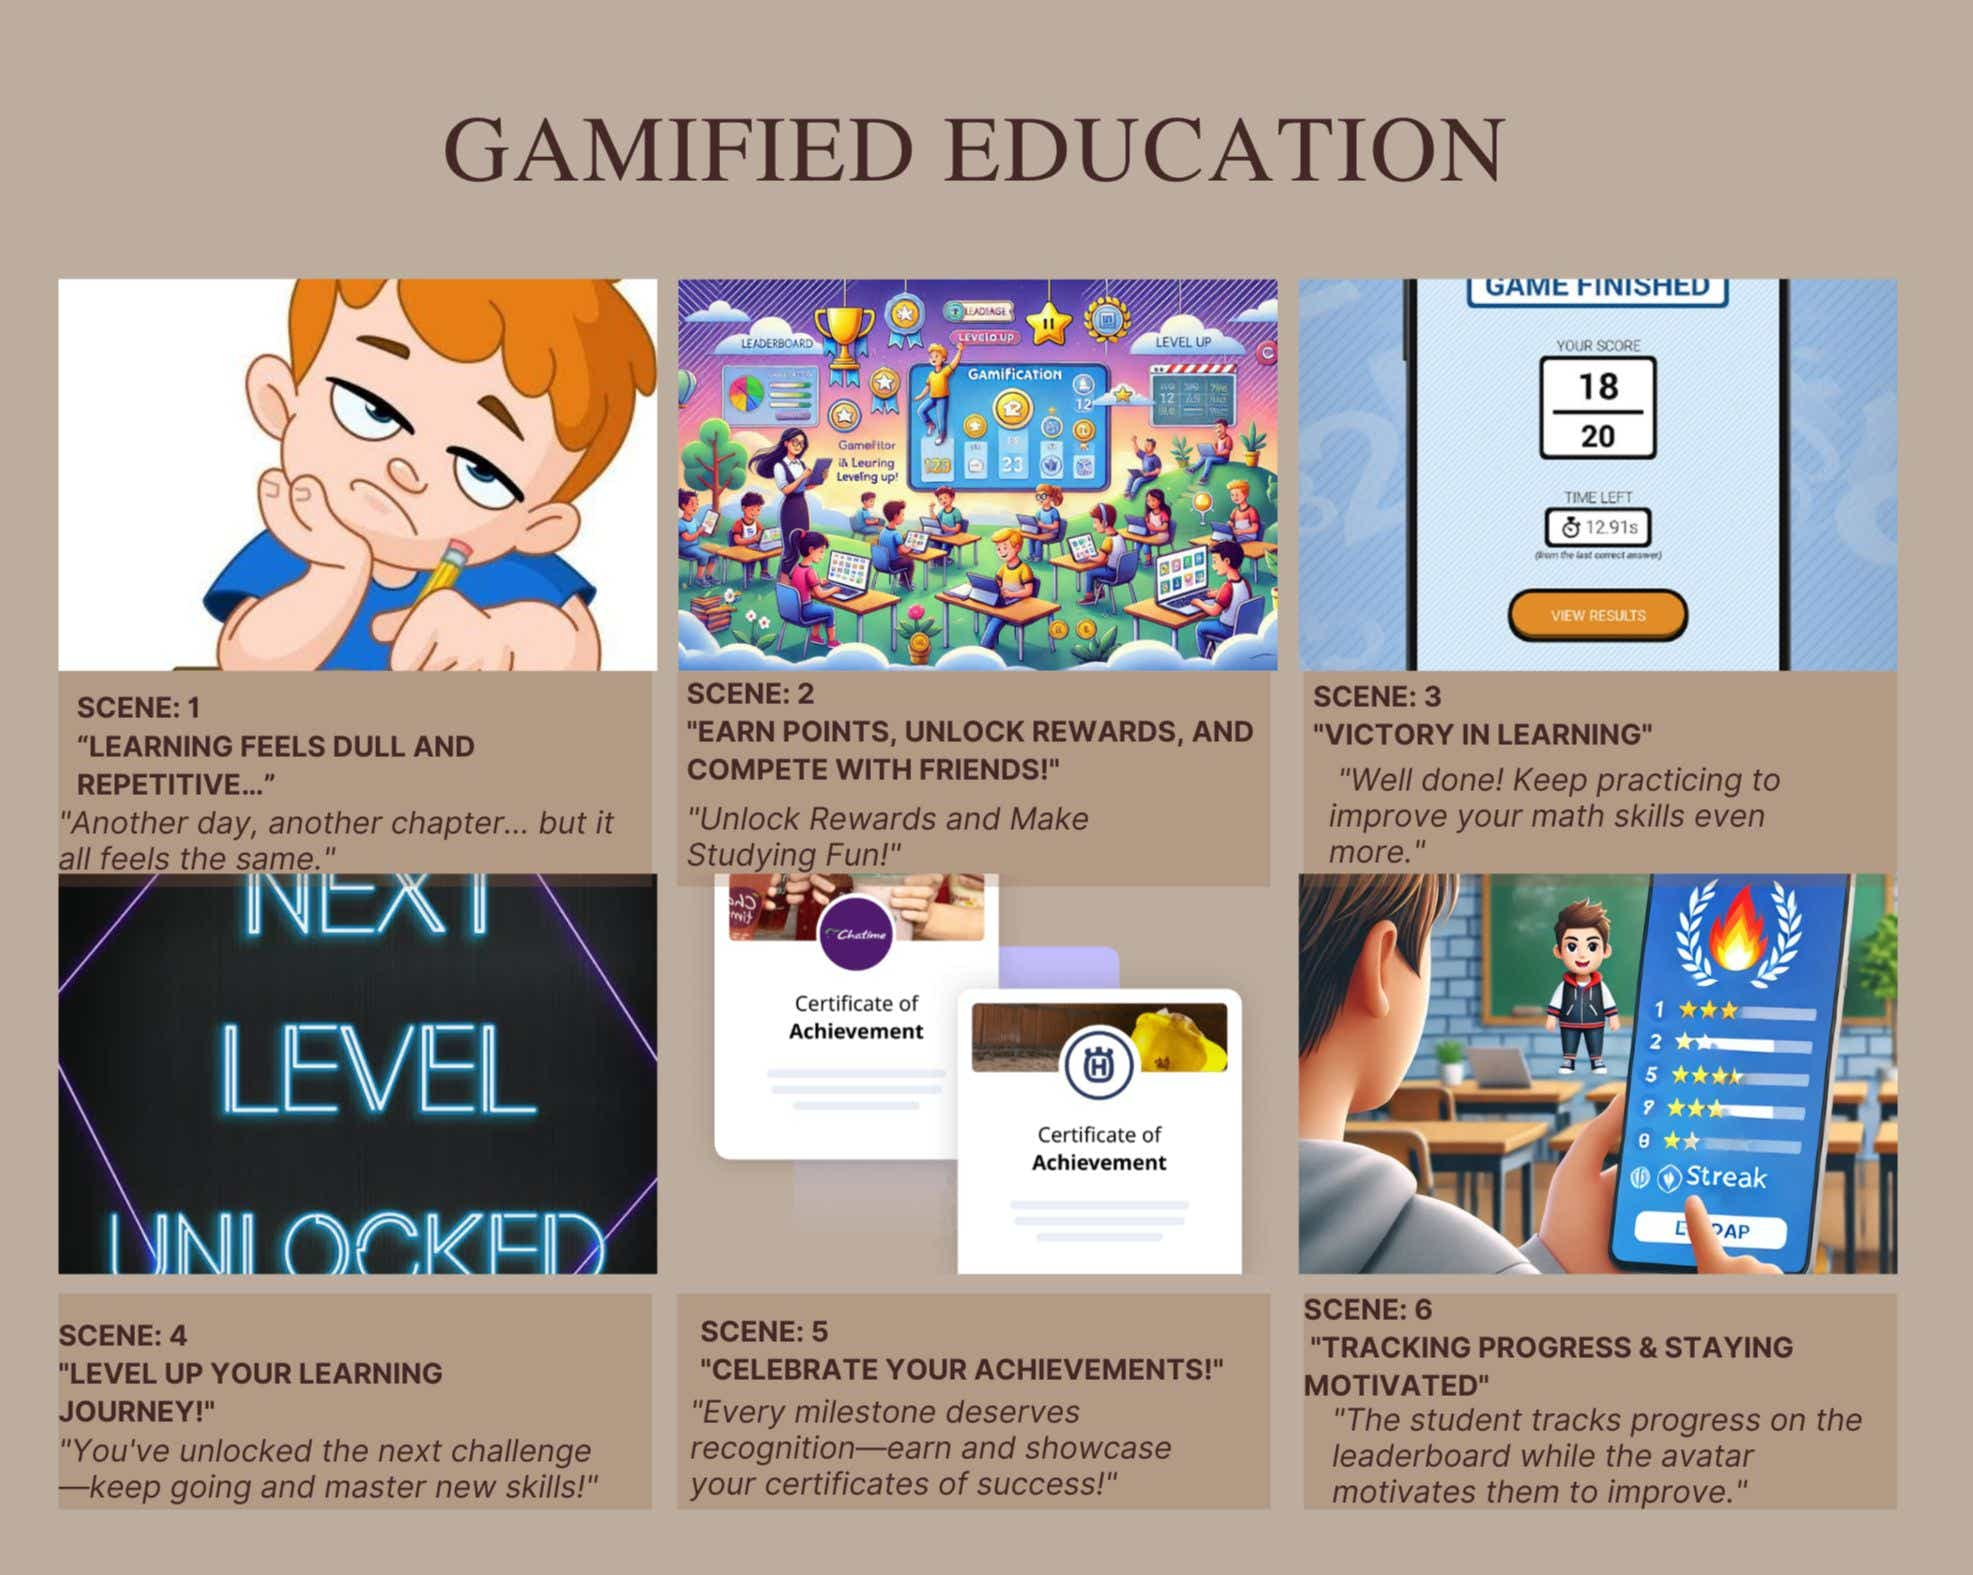 GAMIFIED EDUCATION
LEADERBOARD
LEADIAGE
LEVEloUP
LEVEL UP
GAMiFiCATiON
12
12
23
Gameℓitor
iʌ Leuring
Leveľng up!
GAME FINISHED
YOUR SCORE
18
20
TIME LEFT
12.91s
(from the last correct answer)
VIEW RESULTS
SCENE: 1
“LEARNING FEELS DULL AND
REPETITIVE...”
"Another day, another chapter... but it
all feels the same."
SCENE: 2
"EARN POINTS, UNLOCK REWARDS, AND
COMPETE WITH FRIENDS!"
"Unlock Rewards and Make
Studying Fun!"
SCENE: 3
"VICTORY IN LEARNING"
"Well done! Keep practicing to
improve your math skills even
more."
NEXT
LEVEL
UNLOCKED
Chatime
Certificate of
Achievement
H
Certificate of
Achievement
1
2
5
9
8
Streak
SCENE: 4
"LEVEL UP YOUR LEARNING
JOURNEY!"
"You've unlocked the next challenge
—keep going and master new skills!"
SCENE: 5
"CELEBRATE YOUR ACHIEVEMENTS!"
"Every milestone deserves
recognition—earn and showcase
your certificates of success!"
SCENE: 6
"TRACKING PROGRESS & STAYING
MOTIVATED"
"The student tracks progress on the
leaderboard while the avatar
motivates them to improve."